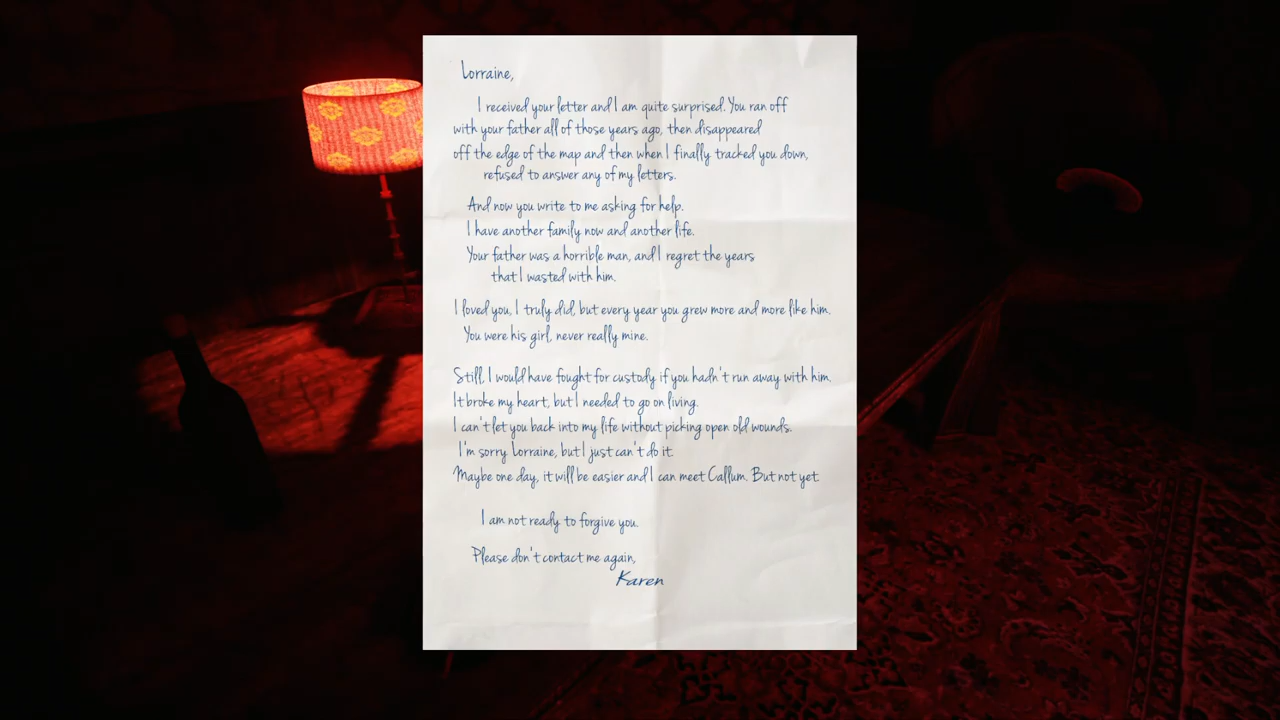 Lorraine,
I received your letter and I am quite surprised. You ran off
with your father all of those years ago, then disappeared
off the edge of the map and then when I finally tracked you down,
refused to answer any of my letters.
And now you write to me asking for help.
I have another family now and another life.
Your father was a horrible man, and I regret the years
that I wasted with him.
I loved you, I truly did, but every year you grew more and more like him.
You were his girl, never really mine.
Still, I would have fought for custody if you hadn't run away with him.
It broke my heart, but I needed to go on living.
I can't let you back into my life without picking open old wounds.
I'm sorry Lorraine, but I just can't do it.
Maybe one day, it will be easier and I can meet Callum. But not yet.
I am not ready to forgive you.
Please don't contact me again,
Karen